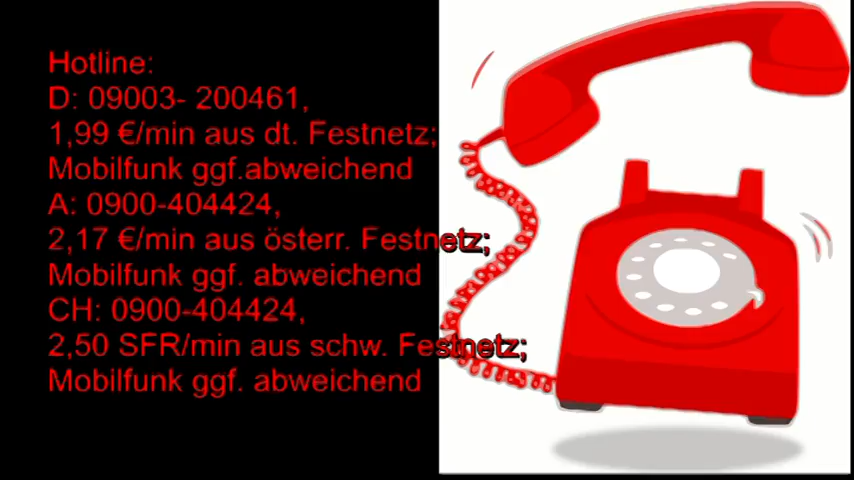 Hotline:
D: 09003- 200461,
1,99 €/min aus dt. Festnetz;
Mobilfunk ggf.abweichend
A: 0900-404424,
2,17 €/min aus österr. Festnetz;
Mobilfunk ggf. abweichend
CH: 0900-404424,
2,50 SFR/min aus schw. Festnetz;
Mobilfunk ggf. abweichend